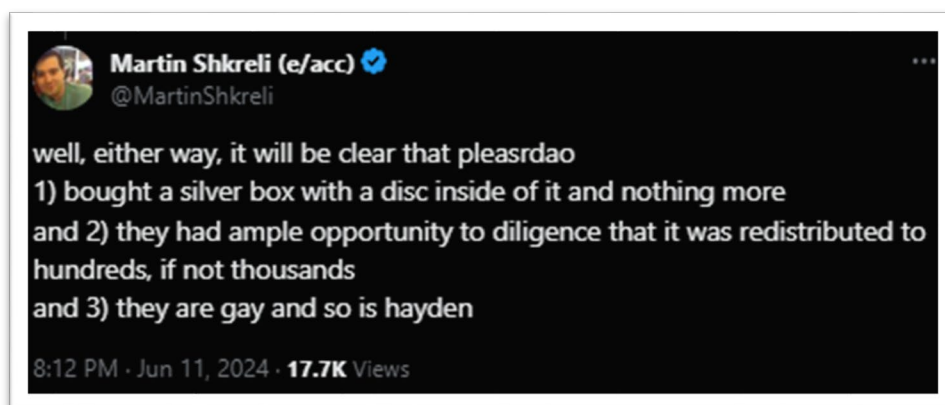 Martin Shkreli (e/acc)
@MartinShkreli
well, either way, it will be clear that pleasrdao
1) bought a silver box with a disc inside of it and nothing more
and 2) they had ample opportunity to diligence that it was redistributed to
hundreds, if not thousands
and 3) they are gay and so is hayden
8:12 PM · Jun 11, 2024 · 17.7K Views